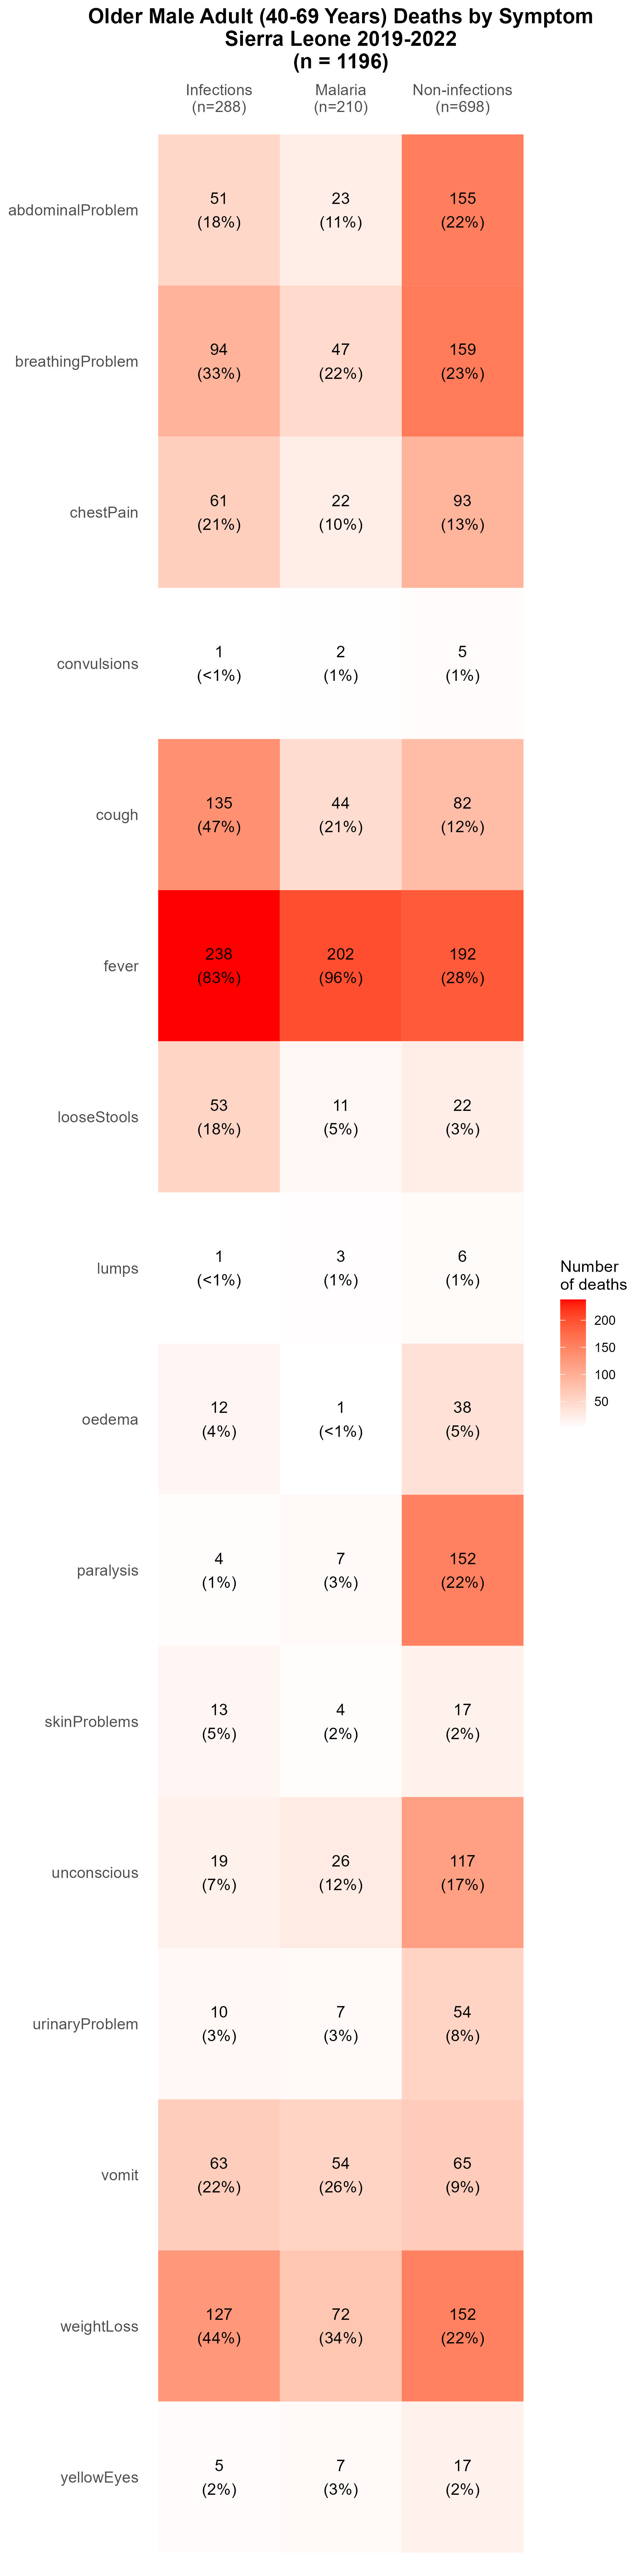 Older Male Adult (40-69 Years) Deaths by Symptom
Sierra Leone 2019-2022
(n = 1196)
Infections Malaria Non-infections
(n=288) (n=210) (n=698)
abdominalProblem
51 23 155
(18%) (11%) (22%)
breathingProblem
94 47 159
(33%) (22%) (23%)
chestPain
61 22 93
(21%) (10%) (13%)
convulsions
1 2 5
(<1%) (1%) (1%)
cough
135 44 82
(47%) (21%) (12%)
fever
238 202 192
(83%) (96%) (28%)
looseStools
53 11 22
(18%) (5%) (3%)
lumps
1 3 6
(<1%) (1%) (1%)
oedema
12 1 38
(4%) (<1%) (5%)
paralysis
4 7 152
(1%) (3%) (22%)
skinProblems
13 4 17
(5%) (2%) (2%)
unconscious
19 26 117
(7%) (12%) (17%)
urinaryProblem
10 7 54
(3%) (3%) (8%)
vomit
63 54 65
(22%) (26%) (9%)
weightLoss
127 72 152
(44%) (34%) (22%)
yellowEyes
5 7 17
(2%) (3%) (2%)
Number
of deaths
200
150
100
50